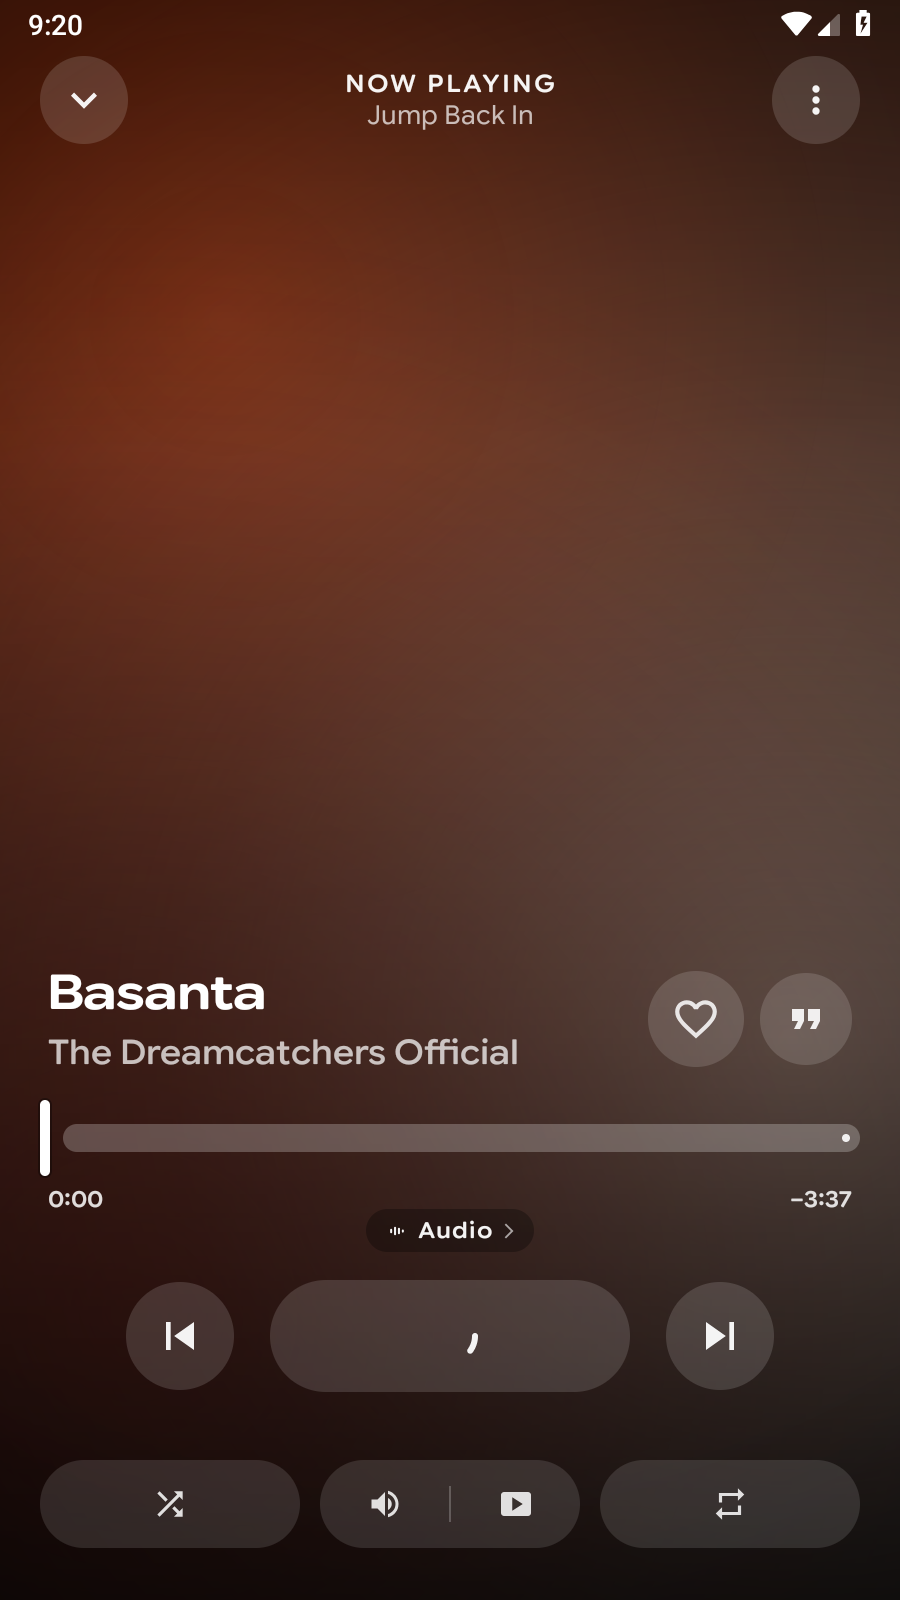 9:20
NOW PLAYING
Jump Back In
Basanta
The Dreamcatchers Official
0:00
–3:37
Audio